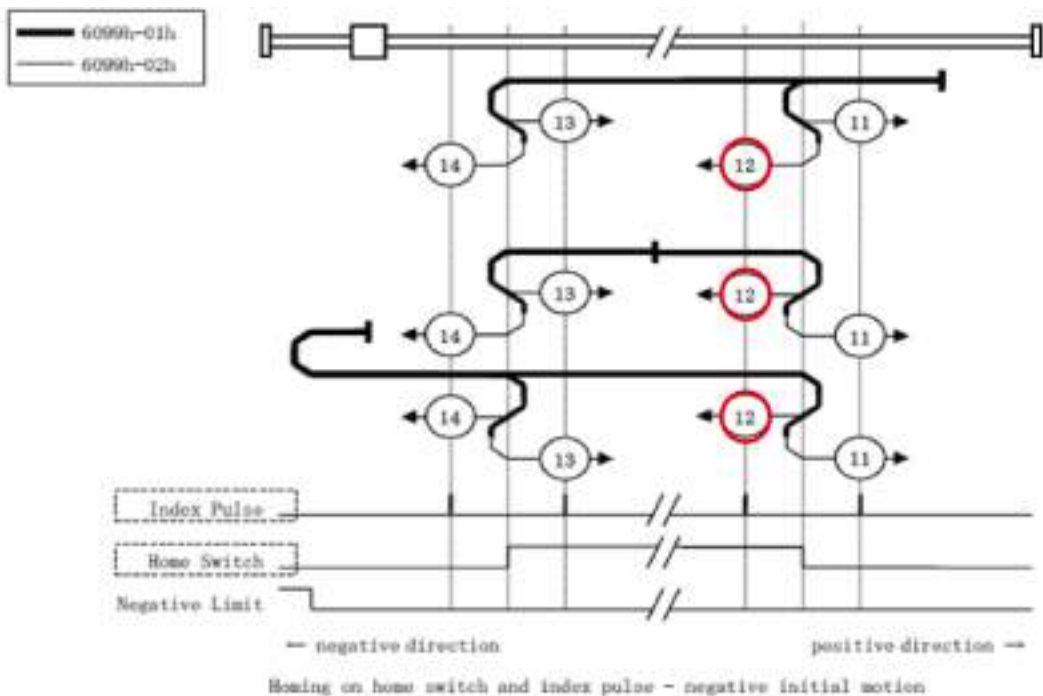 6099h-01h
6099h-02h
13
11
14
12
13
12
14
11
14
12
13
11
Index Pulse
Home Switch
Negative Limit
← negative direction
positive direction →
Homing on home switch and index pulse - negative initial motion